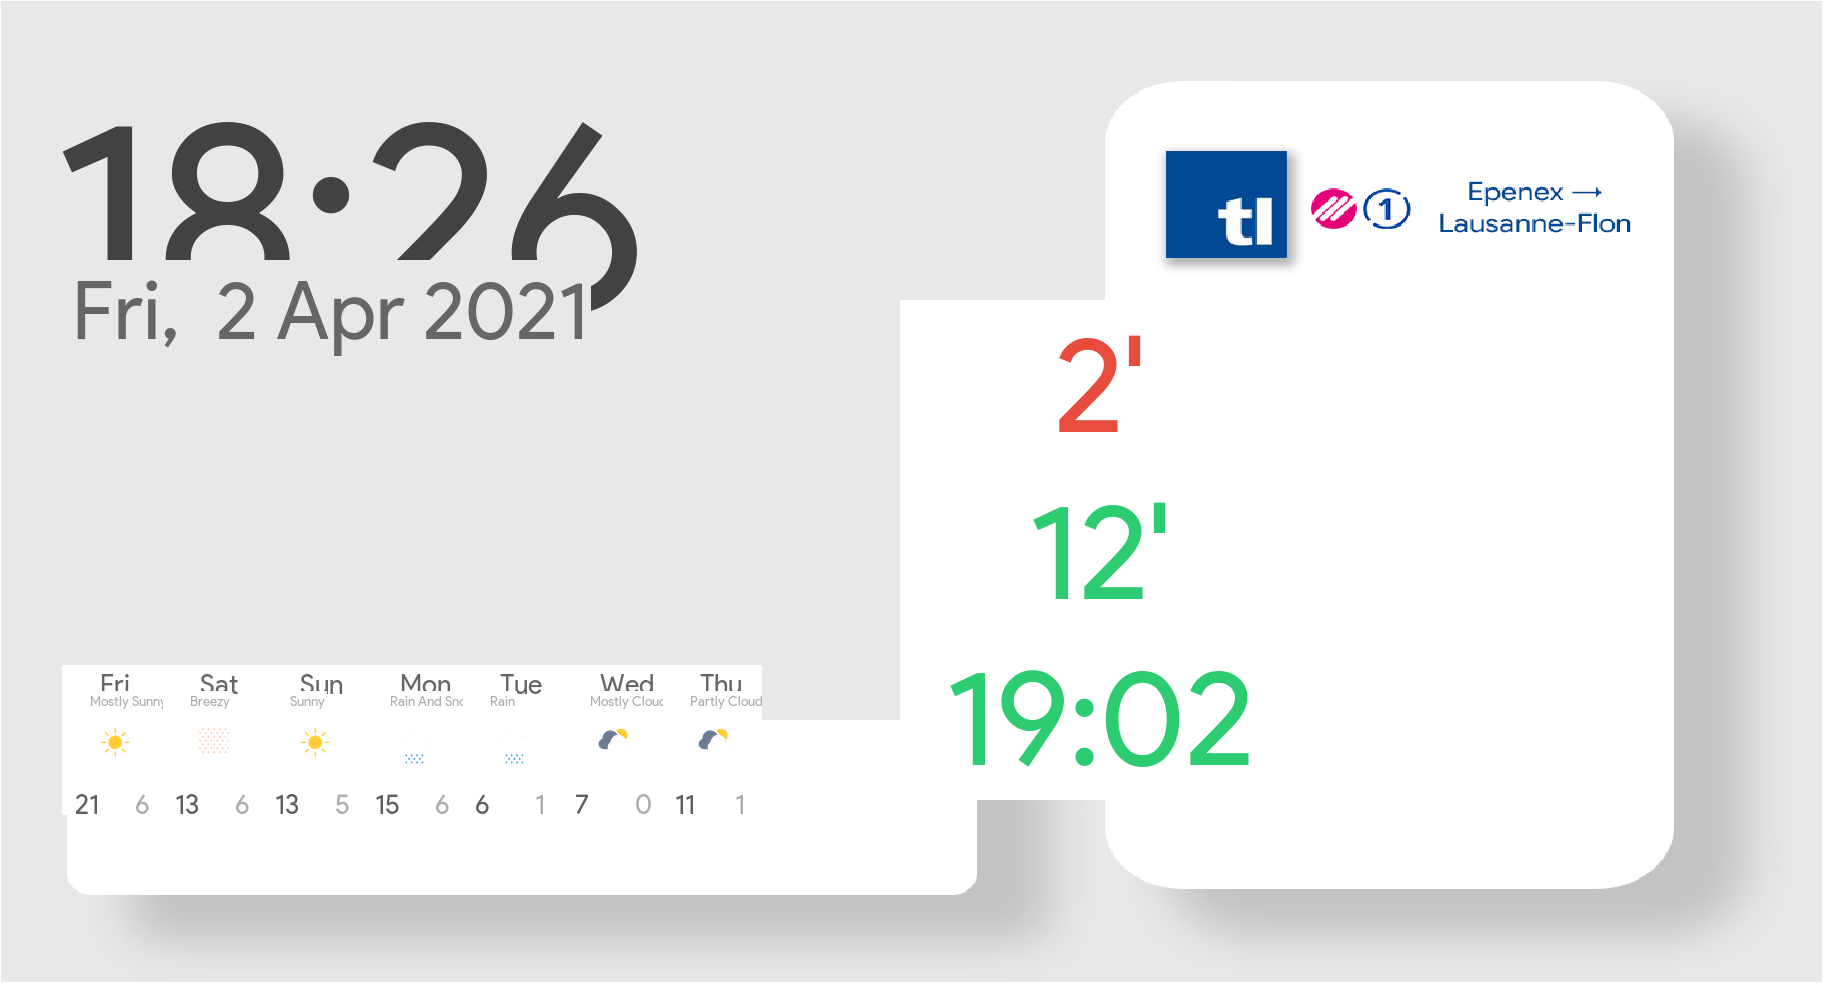 18:26
Fri, 2 Apr 2021
tl
1
Epenex →
Lausanne-Flon
2'
12'
19:02
Fri Sat Sun Mon Tue Wed Thu
Mostly Sunny Breezy Sunny Rain And Sno Rain Mostly Clouc Partly Cloud
21 6 13 6 13 5 15 6 6 1 7 0 11 1